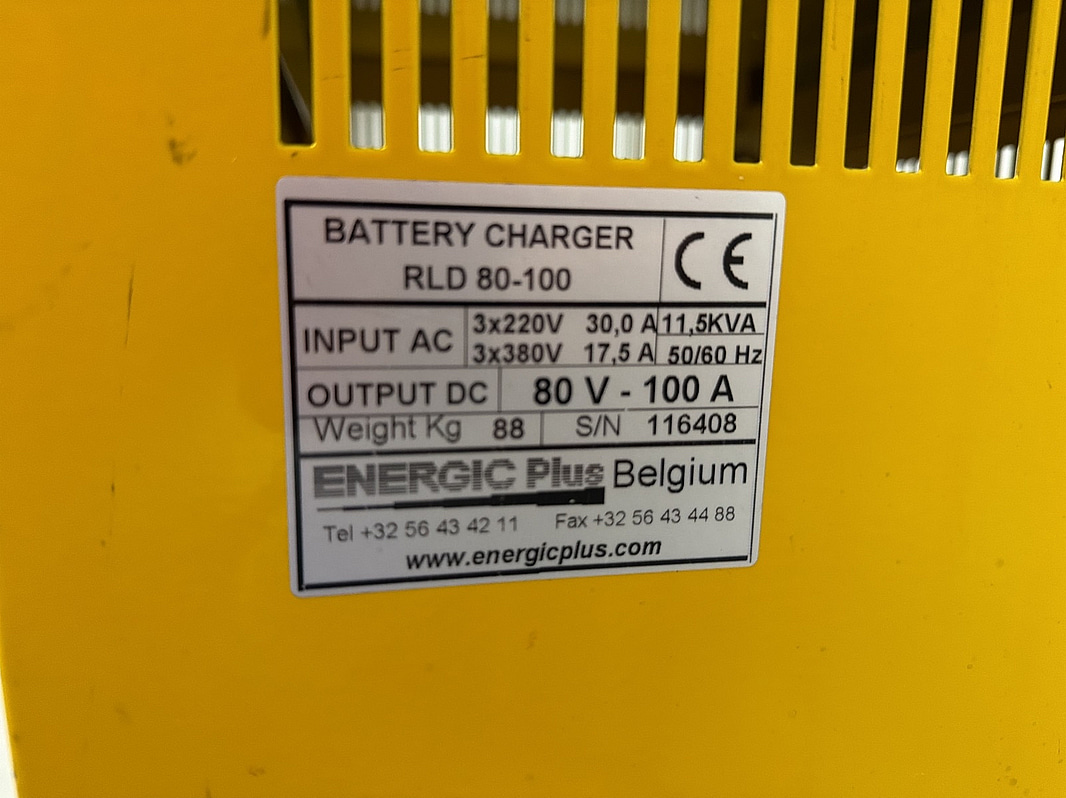 BATTERY CHARGER
RLD 80-100
CE
INPUT AC
3x220V 30,0 A 11,5KVA
3x380V 17,5 A 50/60 Hz
OUTPUT DC 80 V - 100 A
Weight Kg 88 S/N 116408
ENERGIC Plus Belgium
Tel +32 56 43 42 11 Fax +32 56 43 44 88
www.energicplus.com